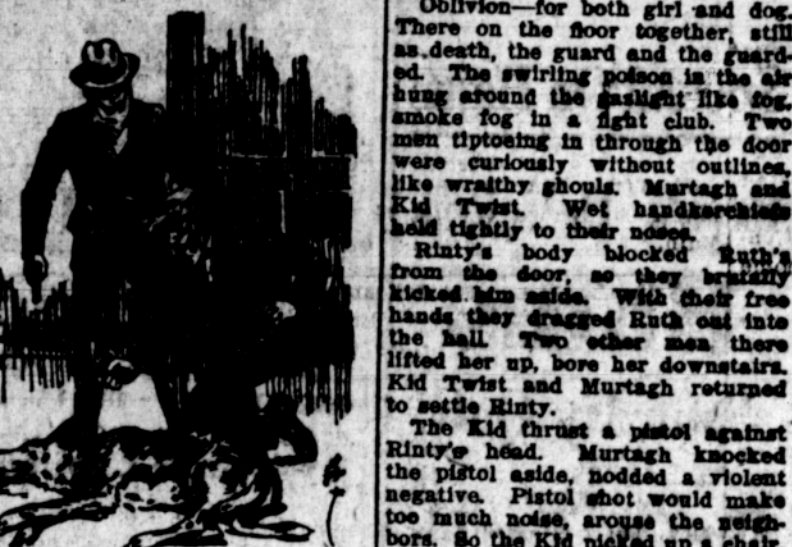 Oblivion—for both girl and dog.
There on the floor together, still
as death, the guard and the guard-
ed. The swirling poison in the air
hung around the gaslight like fog,
smoke fog in a fight club. Two
men tiptoeing in through the door
were curiously without outlines,
like wraithy ghouls. Murtagh and
Kid Twist. Wet handkerchiefs
held tightly to their noses.
Rinty's body blocked Ruth's
from the door, so they brutally
kicked him aside. With their free
hands they dragged Ruth out into
the hall. Two other men there
lifted her up, bore her downstairs.
Kid Twist and Murtagh returned
to settle Rinty.
The Kid thrust a pistol against
Rinty's head. Murtagh knocked
the pistol aside, nodded a violent
negative. Pistol shot would make
too much noise, arouse the neigh-
bors. So the Kid picked up a chair